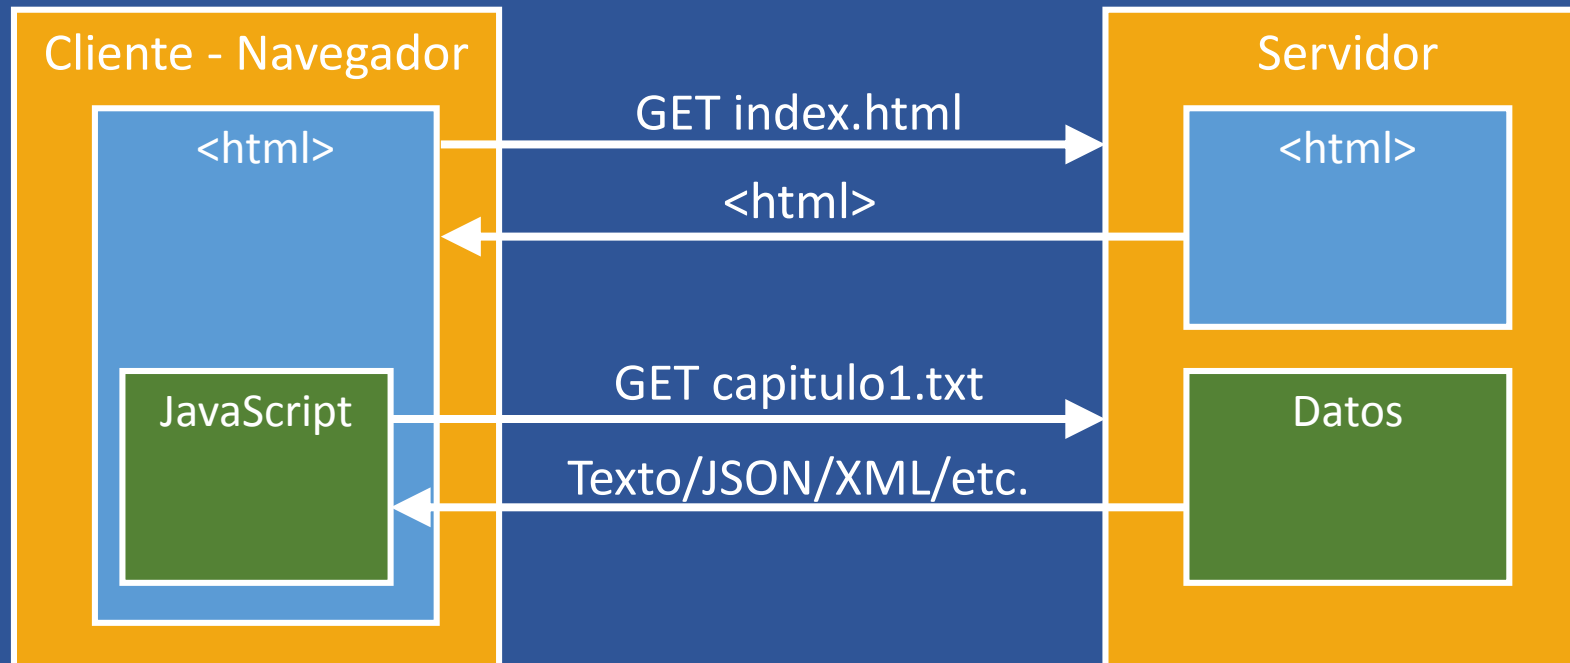 Cliente - Navegador
<html>
JavaScript
GET index.html
<html>
GET capitulo1.txt
Texto/JSON/XML/etc.
Servidor
<html>
Datos